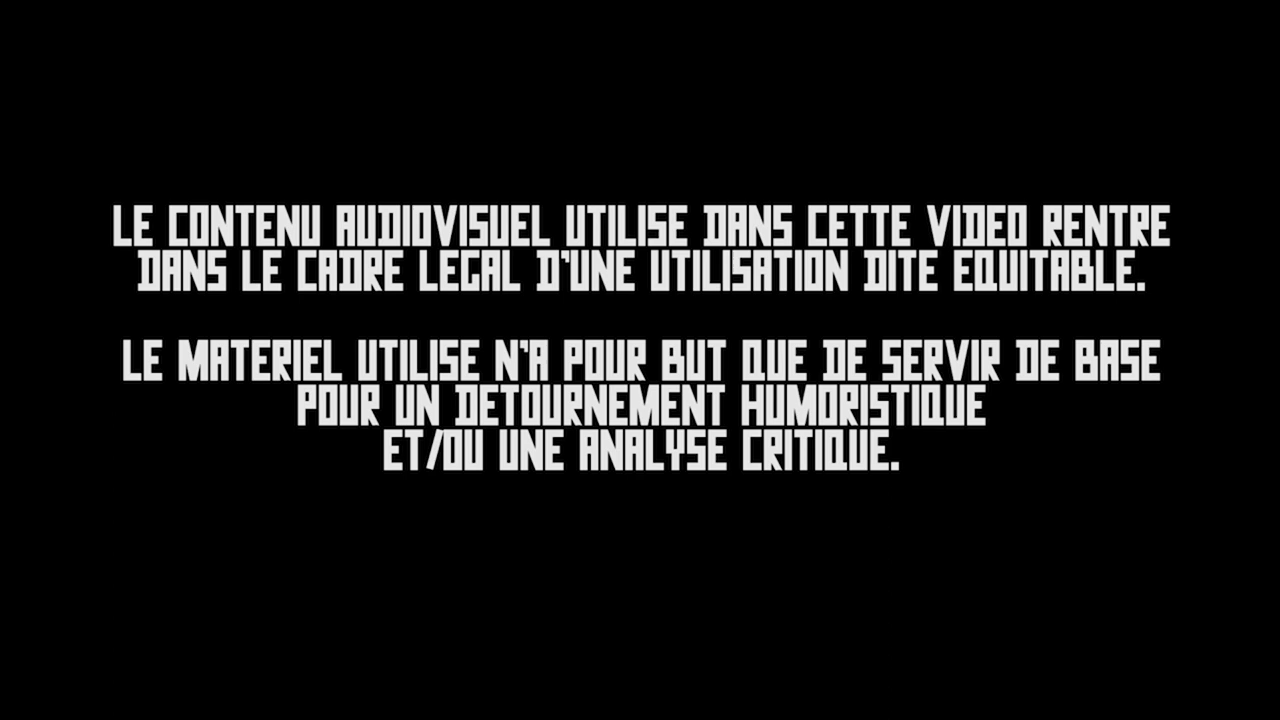 LE CONTENU AUDIOVISUEL UTILISE DANS CETTE VIDEO RENTRE
DANS LE CADRE LEGAL D'UNE UTILISATION DITE EQUITABLE.
LE MATERIEL UTILISE N'A POUR BUT QUE DE SERVIR DE BASE
POUR UN DETOURNEMENT HUMORISTIQUE
ET/OU UNE ANALYSE CRITIQUE.